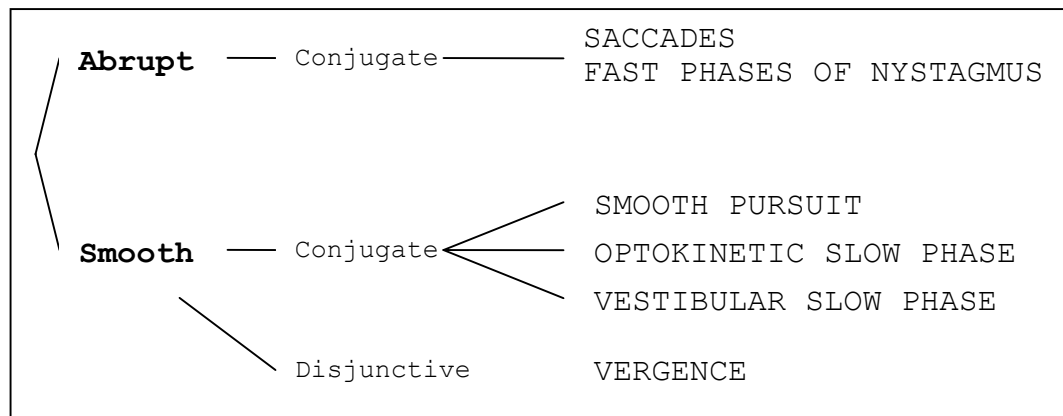 Abrupt Conjugate SACCADES
FAST PHASES OF NYSTAGMUS
SMOOTH PURSUIT
Smooth Conjugate OPTOKINETIC SLOW PHASE
VESTIBULAR SLOW PHASE
Disjunctive VERGENCE